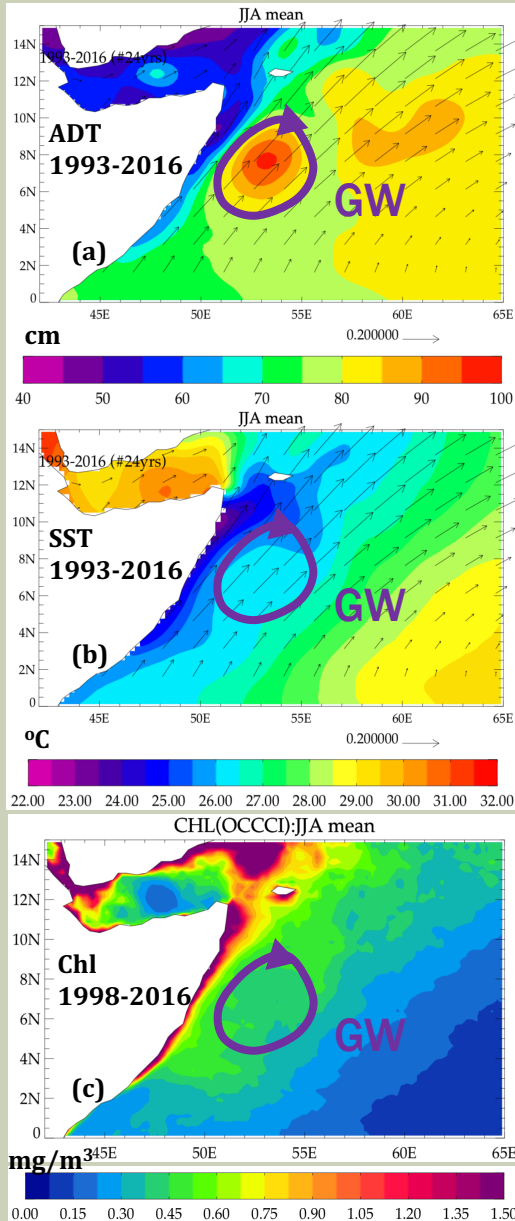 JJA mean
14N
12N
10N
8N
6N
4N
2N
0
1993-2016 (#24yrs)
ADT
1993-2016
GW
(a)
45E 50E 55E 60E 65E
cm
0.200000
40 50 60 70 80 90 100
JJA mean
14N
12N
10N
8N
6N
4N
2N
0
1993-2016 (#24yrs)
SST
1993-2016
GW
(b)
45E 50E 55E 60E 65E
0.200000
oC
22.00 23.00 24.00 25.00 26.00 27.00 28.00 29.00 30.00 31.00 32.00
CHL(OCCCI):JJA mean
14N
12N
10N
8N
6N
4N
2N
0
Chl
1998-2016
GW
(c)
45E 50E 55E 60E 65E
mg/m³
0.00 0.15 0.30 0.45 0.60 0.75 0.90 1.05 1.20 1.35 1.50